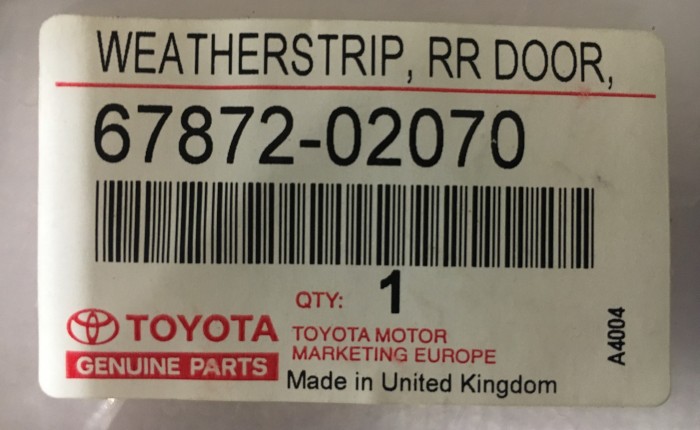 WEATHERSTRIP, RR DOOR,
67872-02070
QTY: 1
TOYOTA
GENUINE PARTS
TOYOTA MOTOR
MARKETING EUROPE
Made in United Kingdom
A4004